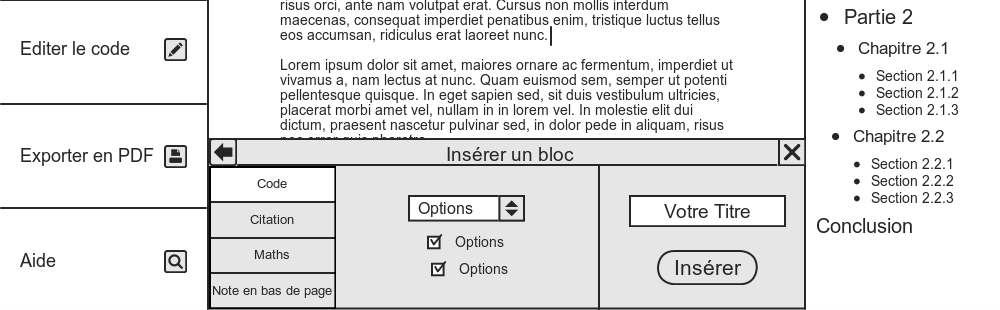 Editer le code
Exporter en PDF
Aide
risus orci, ante nam volutpat erat. Cursus non mollis interdum
maecenas, consequat imperdiet penatibus enim, tristique luctus tellus
eos accumsan, ridiculus erat laoreet nunc.
Lorem ipsum dolor sit amet, maiores ornare ac fermentum, imperdiet ut
vivamus a, nam lectus at nunc. Quam euismod sem, semper ut potenti
pellentesque quisque. In eget sapien sed, sit duis vestibulum ultricies,
placerat morbi amet vel, nullam in in lorem vel. In molestie elit dui
dictum, praesent nascetur pulvinar sed, in dolor pede in aliquam, risus
Insérer un bloc
Code
Citation
Maths
Note en bas de page
Options
Options
Options
Votre Titre
Insérer
Partie 2
Chapitre 2.1
Section 2.1.1
Section 2.1.2
Section 2.1.3
Chapitre 2.2
Section 2.2.1
Section 2.2.2
Section 2.2.3
Conclusion